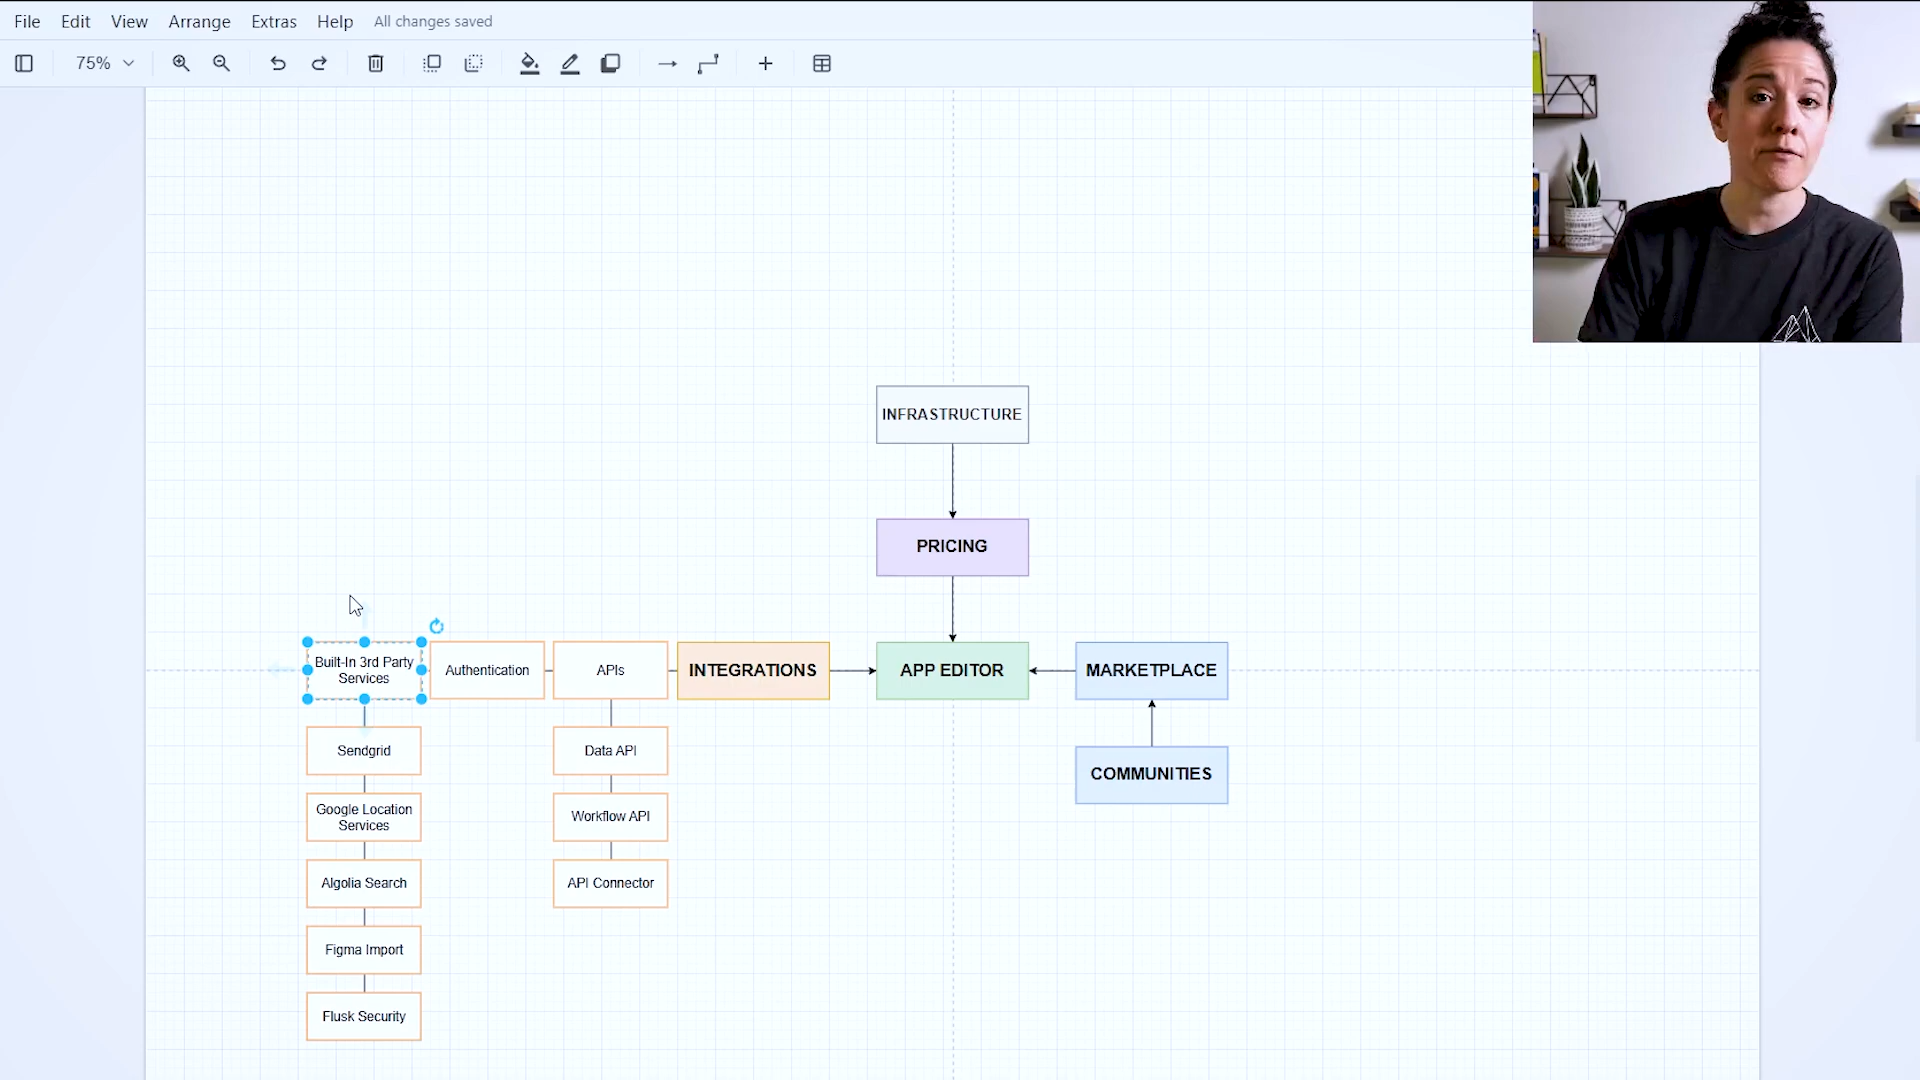 File Edit View Arrange Extras Help All changes saved
75%
INFRASTRUCTURE
PRICING
Built-In 3rd Party
Services
Authentication
APIs
INTEGRATIONS
APP EDITOR
MARKETPLACE
Sendgrid
Data API
COMMUNITIES
Google Location
Services
Workflow API
Algolia Search
API Connector
Figma Import
Flusk Security